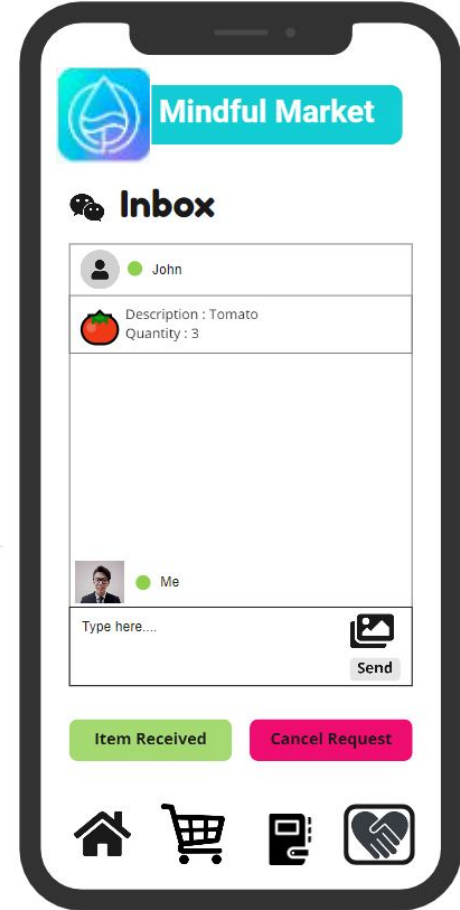 Mindful Market
Inbox
John
Description : Tomato
Quantity : 3
Me
Type here....
Send
Item Received
Cancel Request